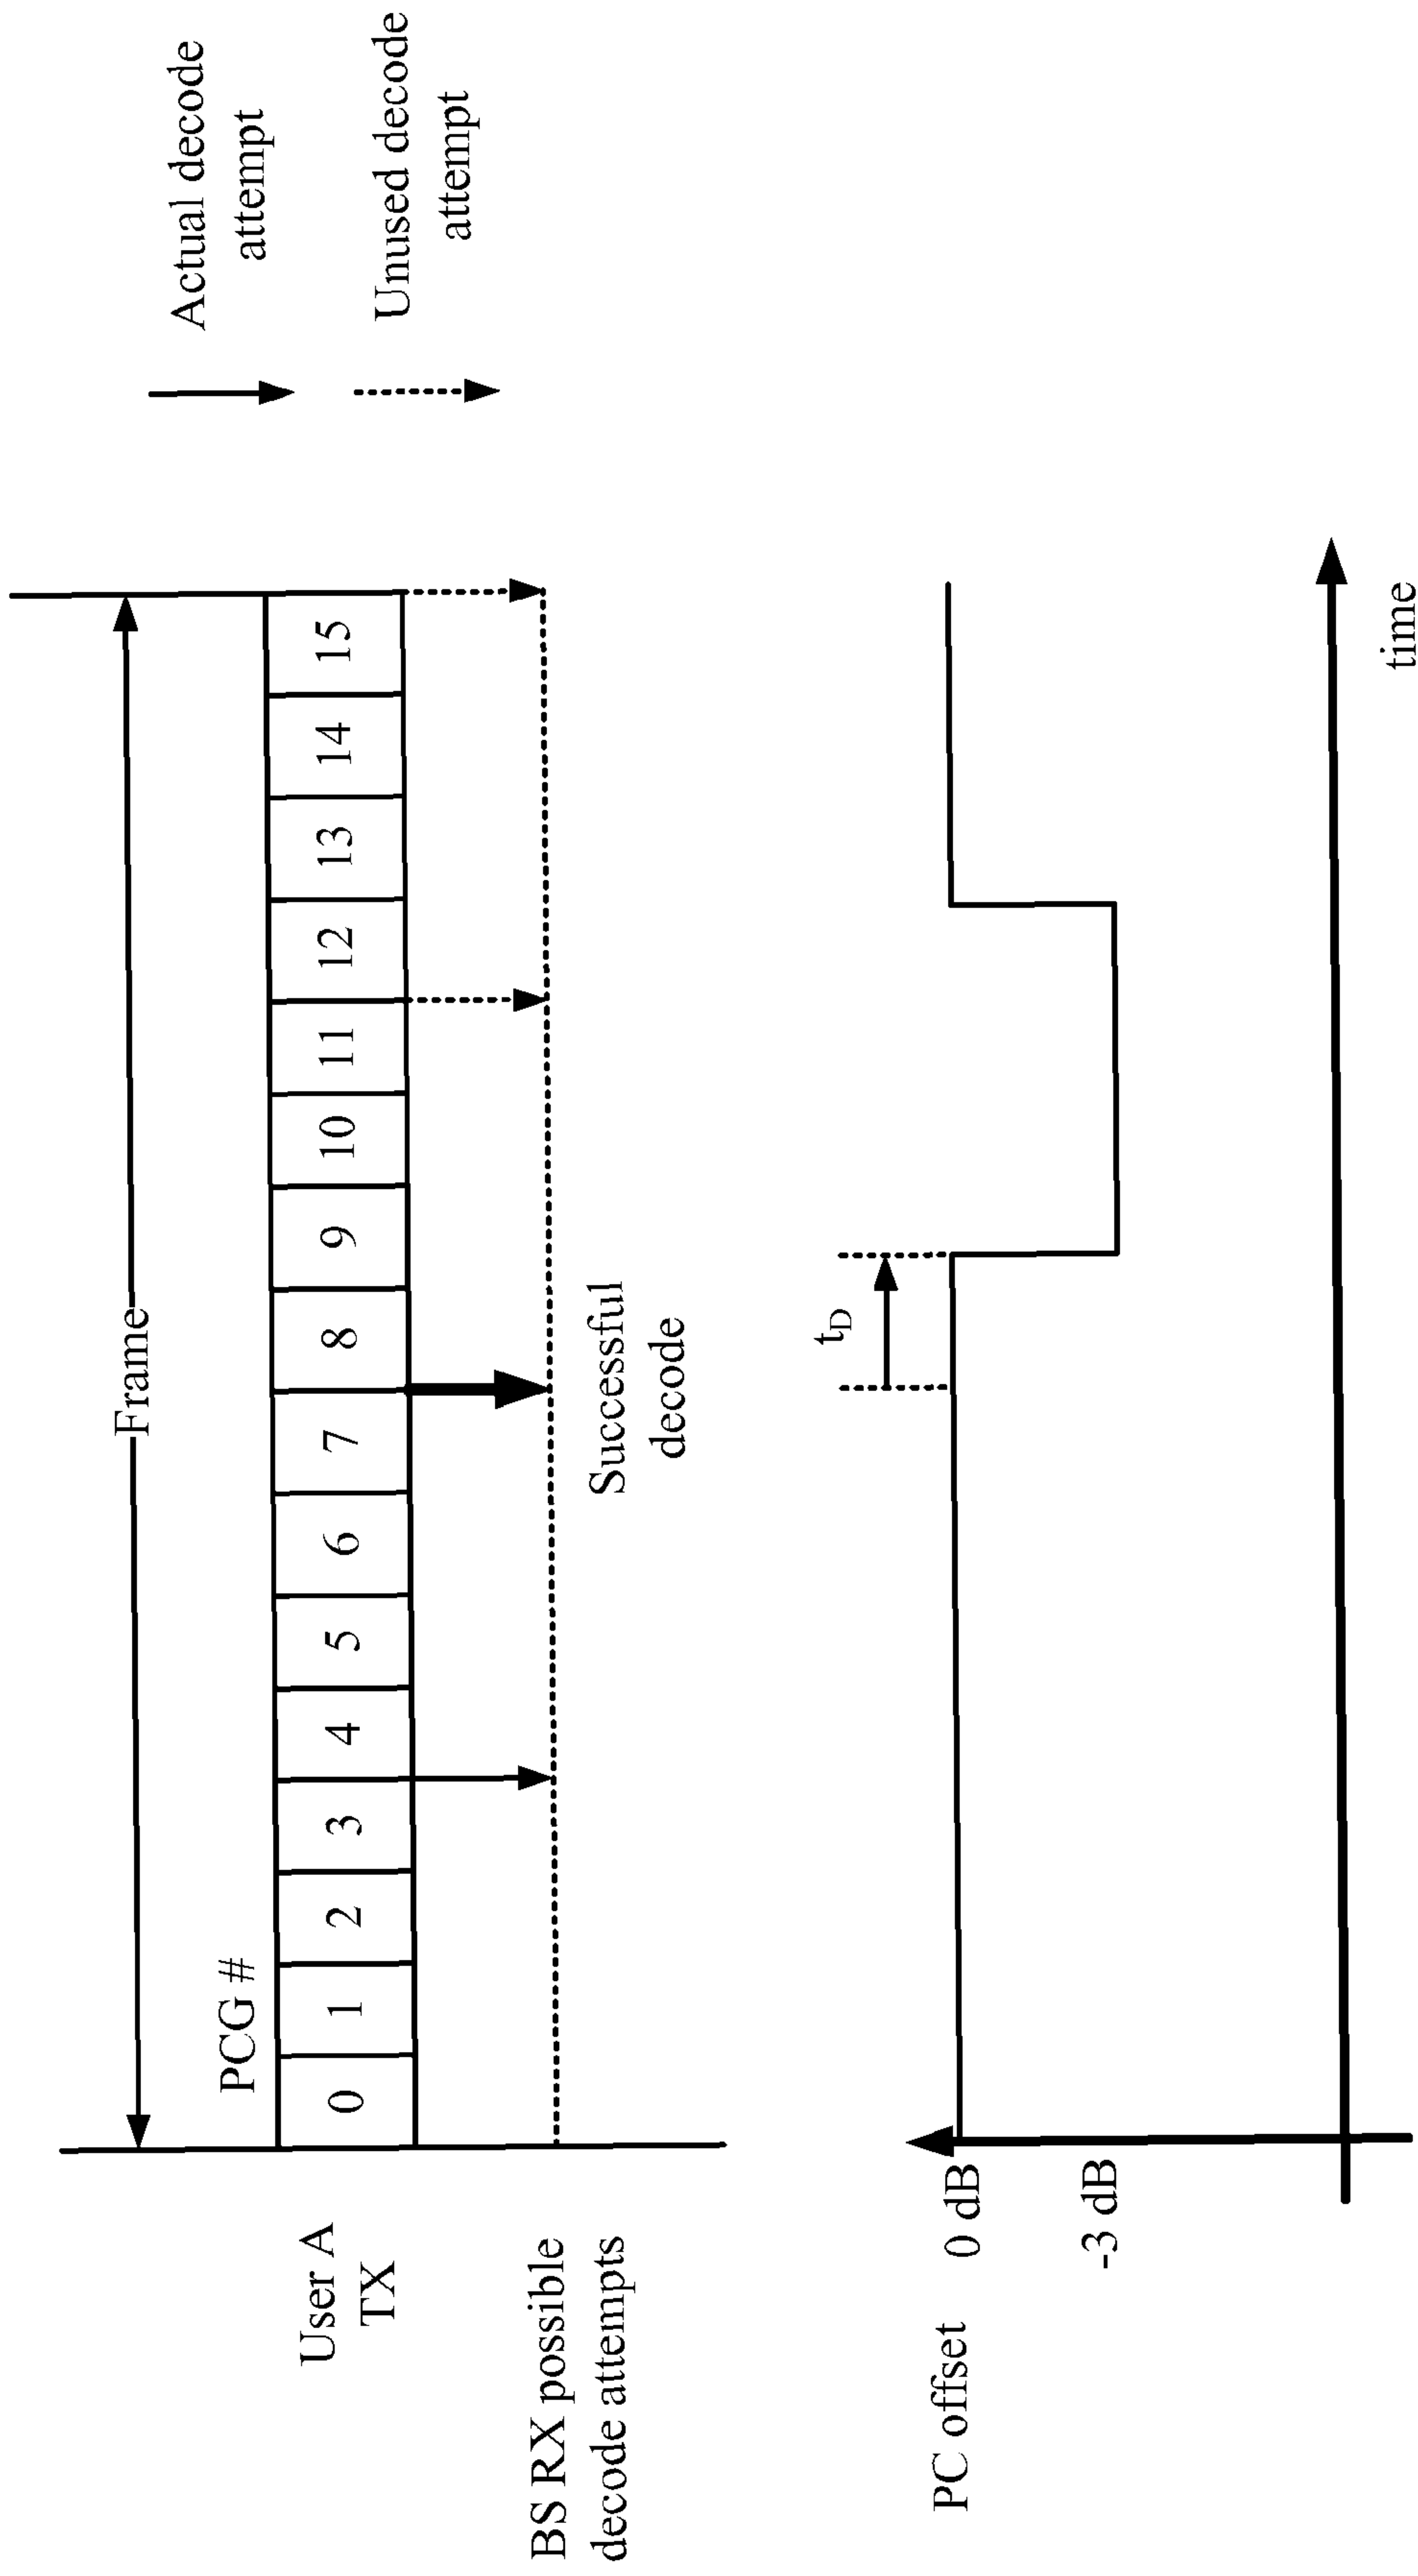 Frame
PCG #
User A
TX
0 1 2 3 4 5 6 7 8 9 10 11 12 13 14 15
BS RX possible
decode attempts
Successful
decode
Actual decode
attempt
Unused decode
attempt
PC offset
0 dB
-3 dB
tD
time